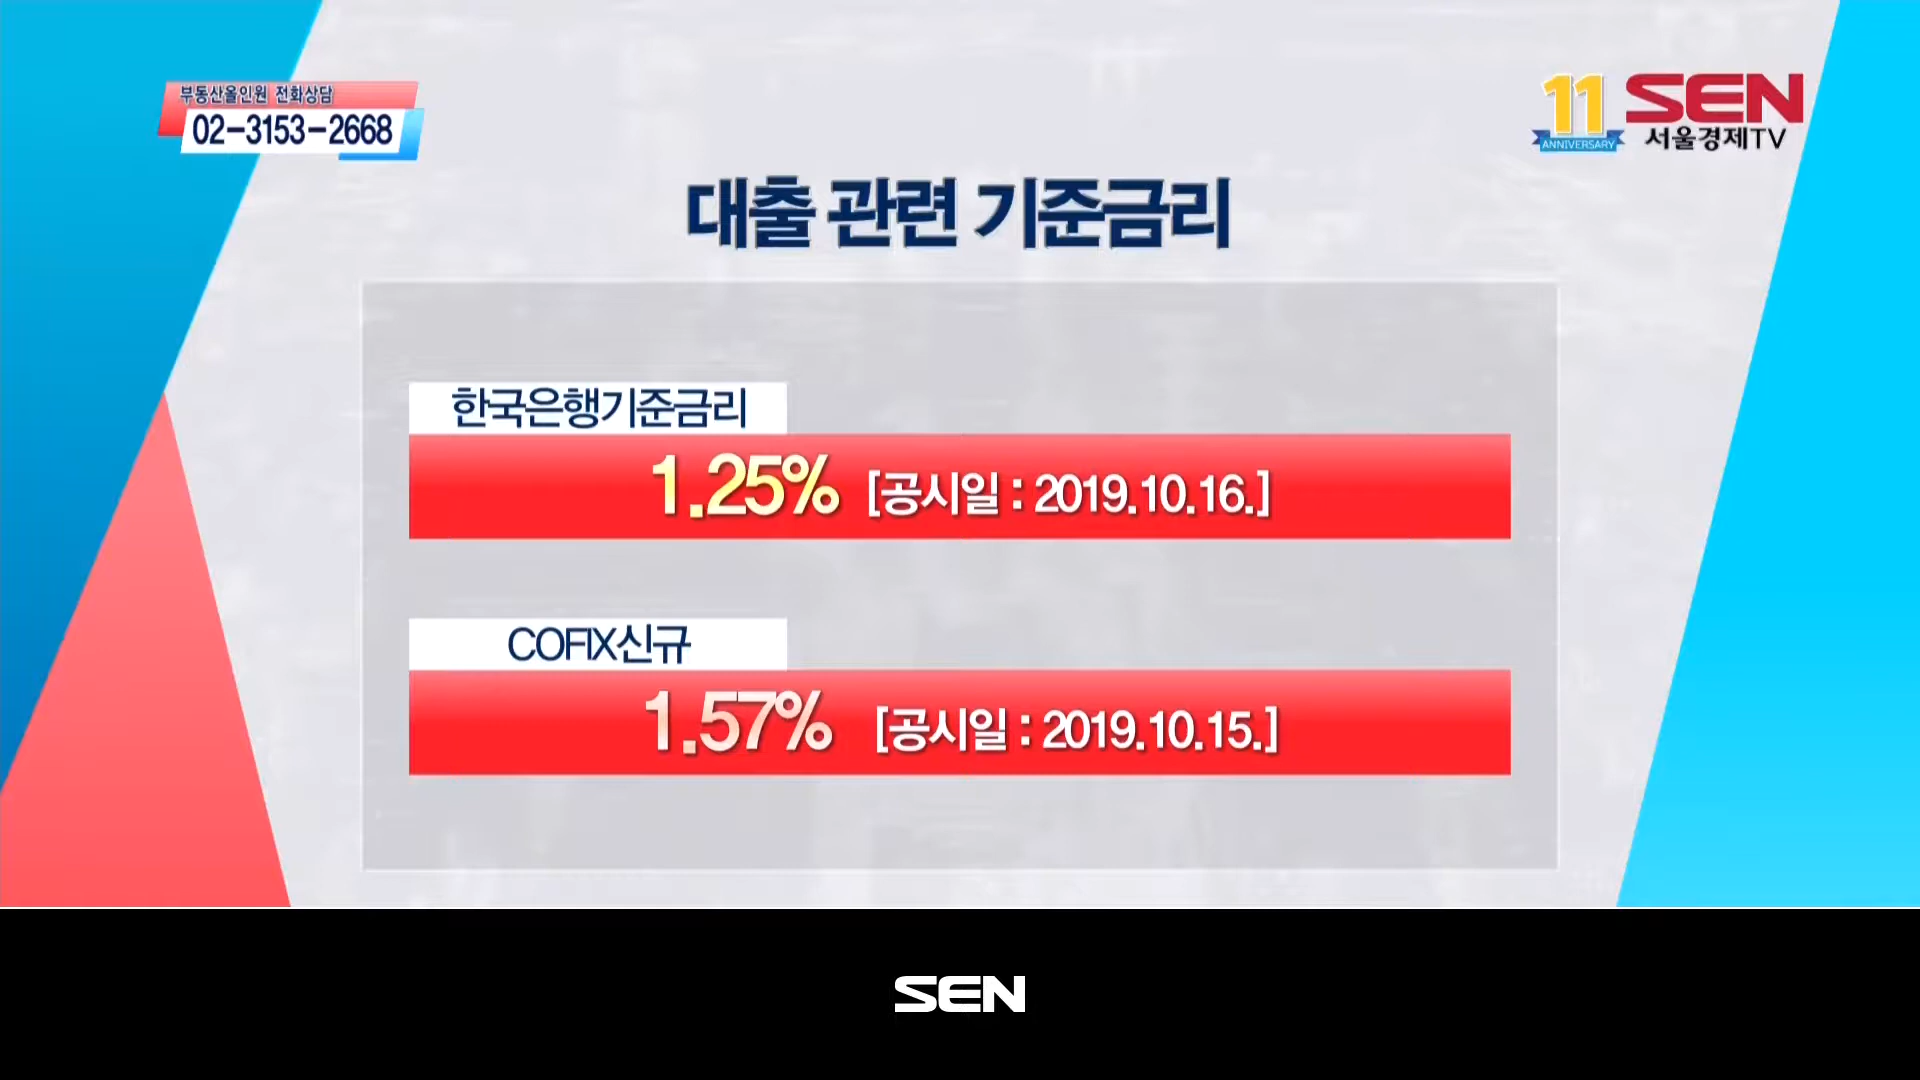 부동산올인원 전화상담
02-3153-2668
11 SEN
ANNIVERSARY 서울경제TV
대출 관련 기준금리
한국은행기준금리
1.25% [공시일 : 2019.10.16.]
COFIX신규
1.57% [공시일 : 2019.10.15.]
SEN